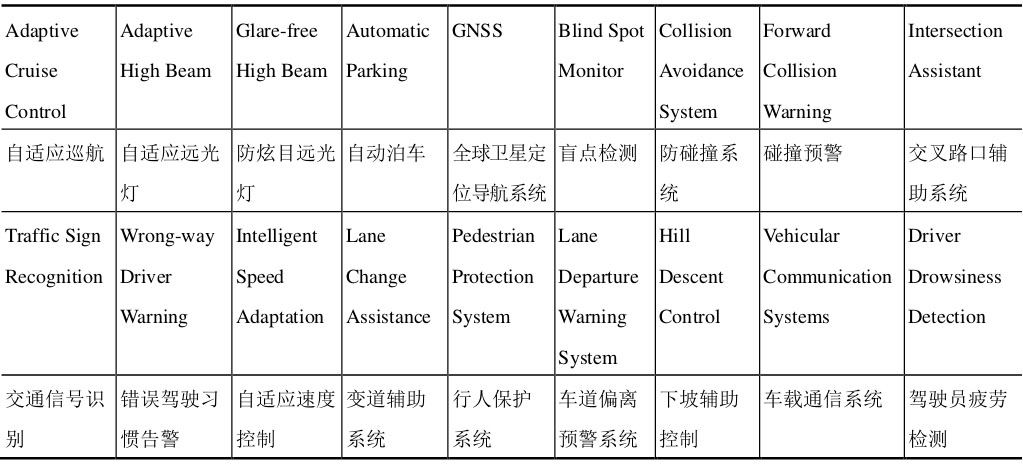 Adaptive
Cruise
Control
Adaptive
High Beam
Glare-free
High Beam
Automatic
Parking
GNSS
Blind Spot
Monitor
Collision
Avoidance
System
Forward
Collision
Warning
Intersection
Assistant
自适应巡航
自适应远光
灯
防炫目远光
灯
自动泊车
全球卫星定
位导航系统
盲点检测
防碰撞系
统
碰撞预警
交叉路口辅
助系统
Traffic Sign
Recognition
Wrong-way
Driver
Warning
Intelligent
Speed
Adaptation
Lane
Change
Assistance
Pedestrian
Protection
System
Lane
Departure
Warning
System
Hill
Descent
Control
Vehicular
Communication
Systems
Driver
Drowsiness
Detection
交通信号识
别
错误驾驶习
惯告警
自适应速度
控制
变道辅助
系统
行人保护
系统
车道偏离
预警系统
下坡辅助
控制
车载通信系统
驾驶员疲劳
检测